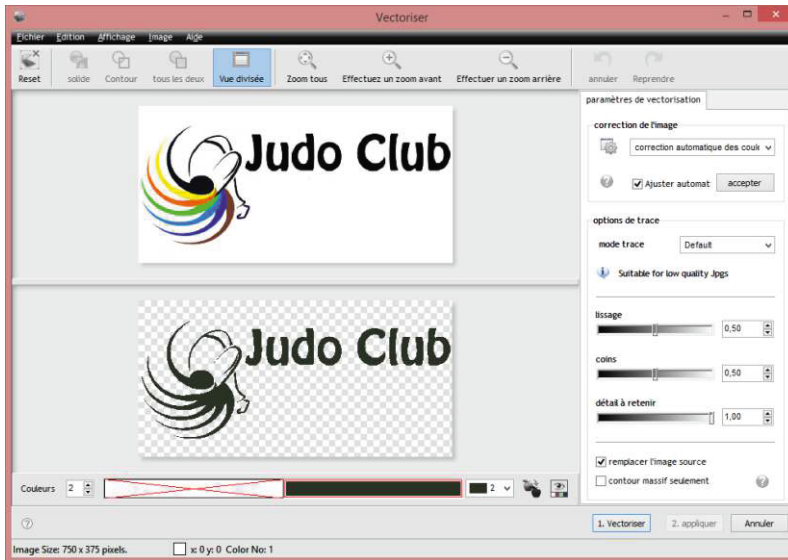 Vectoriser
Fichier Edition Affichage Image Aide
Reset solide Contour tous les deux Vue divisée Zoom tous Effectuez un zoom avant Effectuer un zoom arrière annuler Reprendre
paramètres de vectorisation
correction de l'image
correction automatique des coule
Ajuster automat accepter
Judo Club
options de trace
mode trace Default
Suitable for low quality Jpgs
lissage
0,50
coins
0,50
détail à retenir
1,00
Judo Club
remplacer l'image source
contour massif seulement
Couleurs 2 2
1. Vectoriser 2. appliquer Annuler
Image Size: 750 x 375 pixels. x: 0 y: 0 Color No: 1